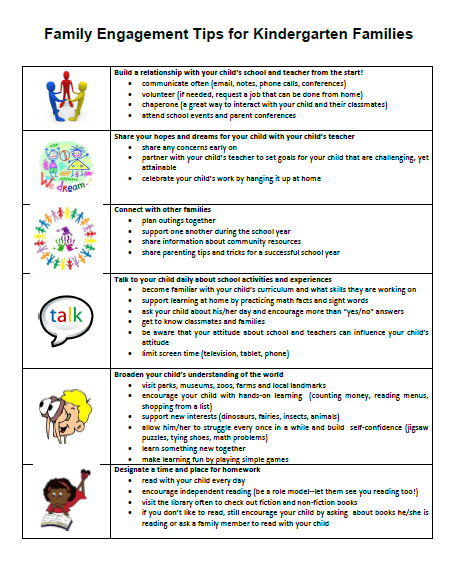 Family Engagement Tips for Kindergarten Families
Build a relationship with your child's school and teacher from the start!
• communicate often (email, notes, phone calls, conferences)
• volunteer (if needed, request a job that can be done from home)
• chaperone (a great way to interact with your child and their classmates)
• attend school events and parent conferences
We dream...
Share your hopes and dreams for your child with your child's teacher
• share any concerns early on
• partner with your child's teacher to set goals for your child that are challenging, yet
attainable
• celebrate your child's work by hanging it up at home
Connect with other families
• plan outings together
• support one another during the school year
• share information about community resources
• share parenting tips and tricks for a successful school year
talk
Talk to your child daily about school activities and experiences
• become familiar with your child's curriculum and what skills they are working on
• support learning at home by practicing math facts and sight words
• ask your child about his/her day and encourage more than "yes/no" answers
• get to know classmates and families
• be aware that your attitude about school and teachers can influence your child's
attitude
• limit screen time (television, tablet, phone)
Broaden your child's understanding of the world
• visit parks, museums, zoos, farms and local landmarks
• encourage your child with hands-on learning (counting money, reading menus,
shopping from a list)
• support new interests (dinosaurs, fairies, insects, animals)
• allow him/her to struggle every once in a while and build self-confidence (jigsaw
puzzles, tying shoes, math problems)
• learn something new together
• make learning fun by playing simple games
Designate a time and place for homework
• read with your child every day
• encourage independent reading (be a role model--let them see you reading too!)
• visit the library often to check out fiction and non-fiction books
• if you don't like to read, still encourage your child by asking about books he/she is
reading or ask a family member to read with your child